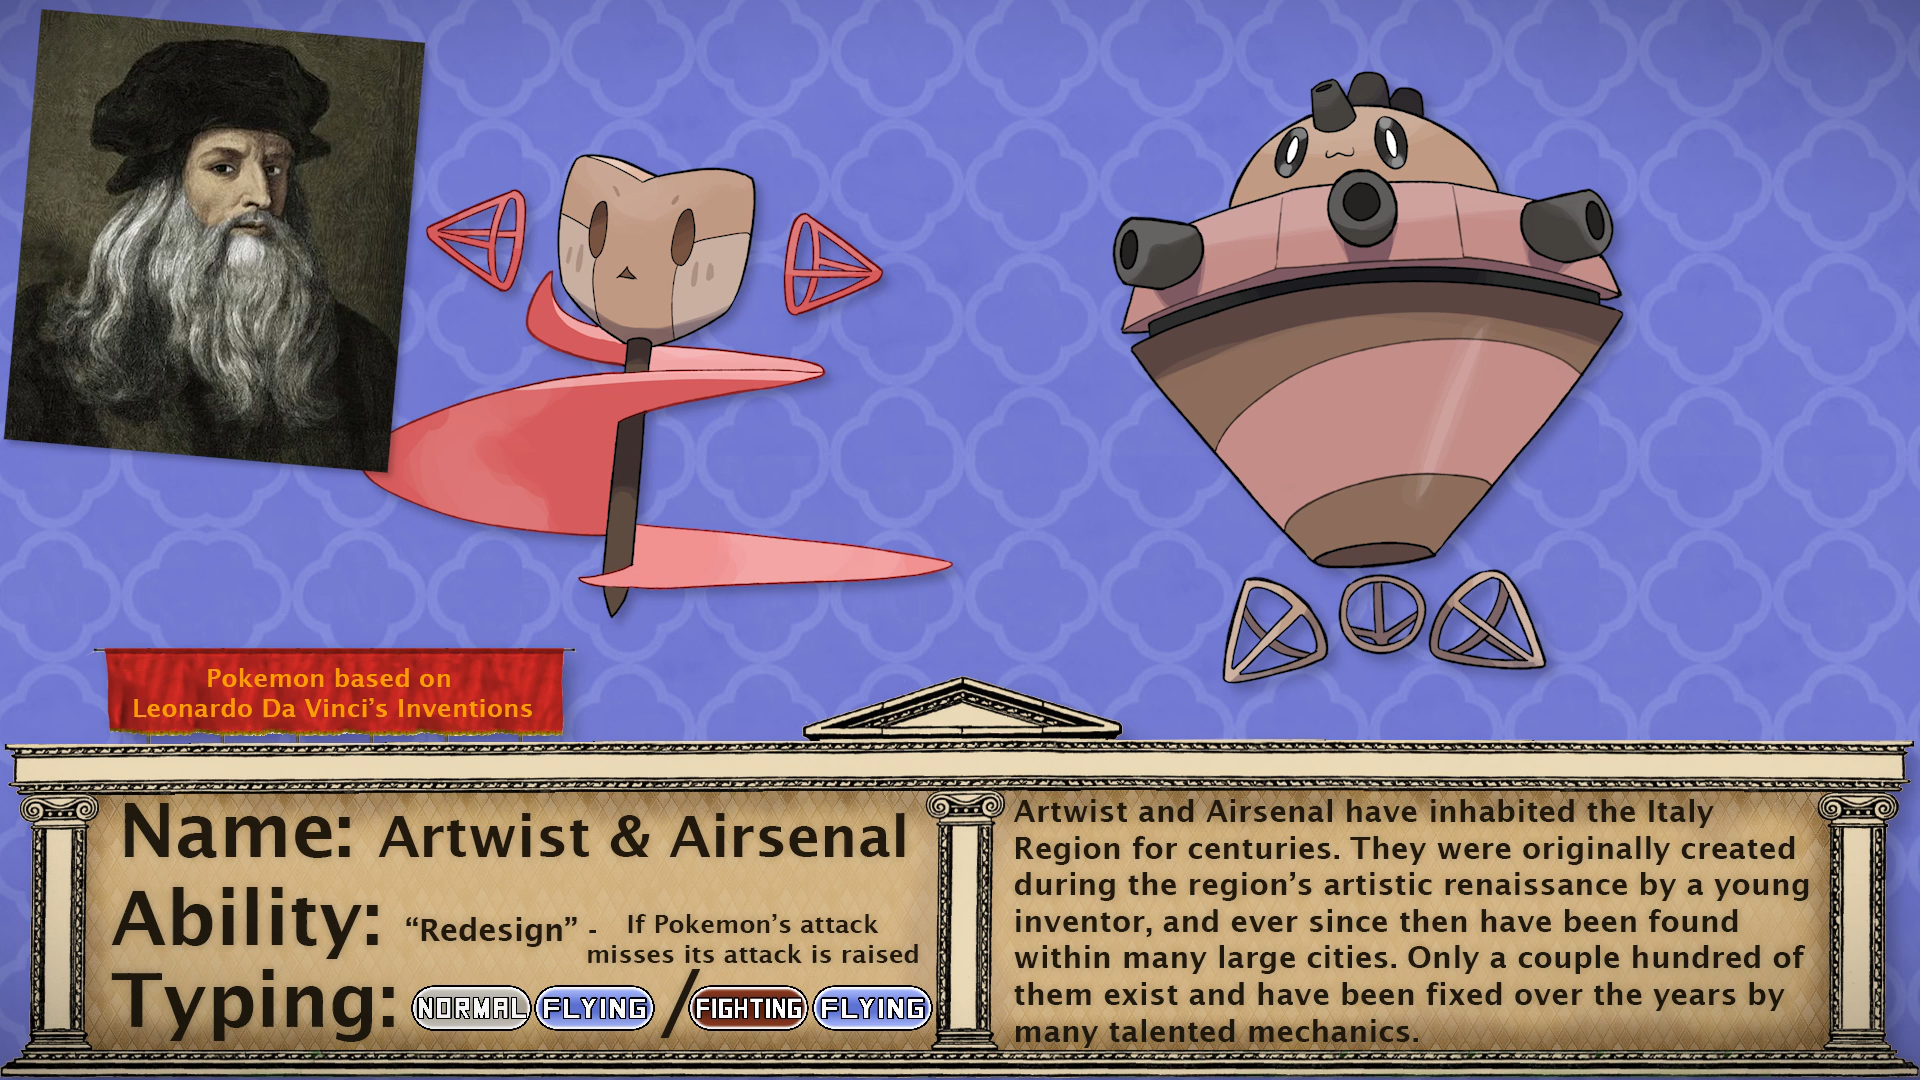 Pokemon based on
Leonardo Da Vinci's Inventions
Name: Artwist & Airsenal
Ability: “Redesign” - If Pokemon’s attack
misses its attack is raised
Typing: NORMAL FLYING / FIGHTING FLYING
Artwist and Airsenal have inhabited the Italy
Region for centuries. They were originally created
during the region’s artistic renaissance by a young
inventor, and ever since then have been found
within many large cities. Only a couple hundred of
them exist and have been fixed over the years by
many talented mechanics.